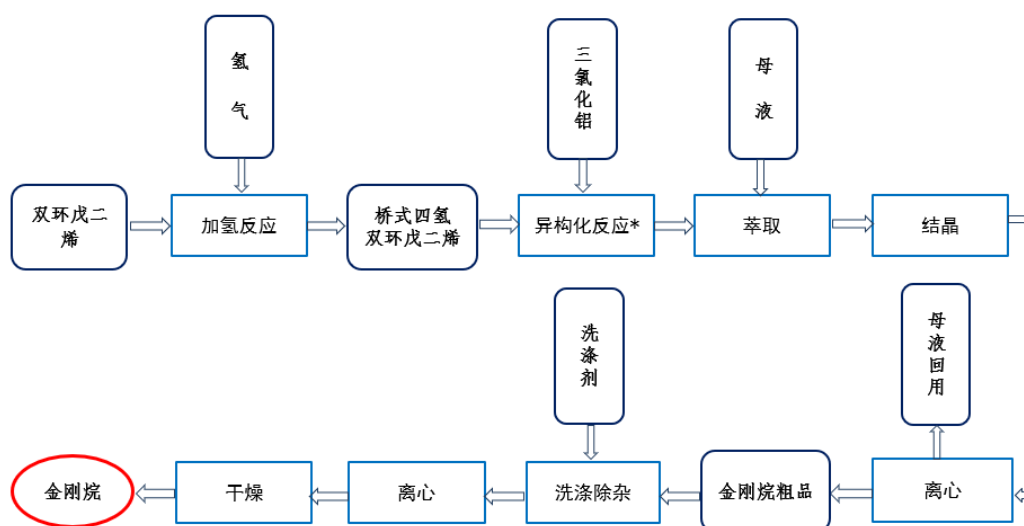 氢
气
三
氯
化
铝
母
液
双环戊二
烯
加氢反应
桥式四氢
双环戊二烯
异构化反应*
萃取
结晶
洗
涤
剂
母
液
回
用
金刚烷
干燥
离心
洗涤除杂
金刚烷粗品
离心